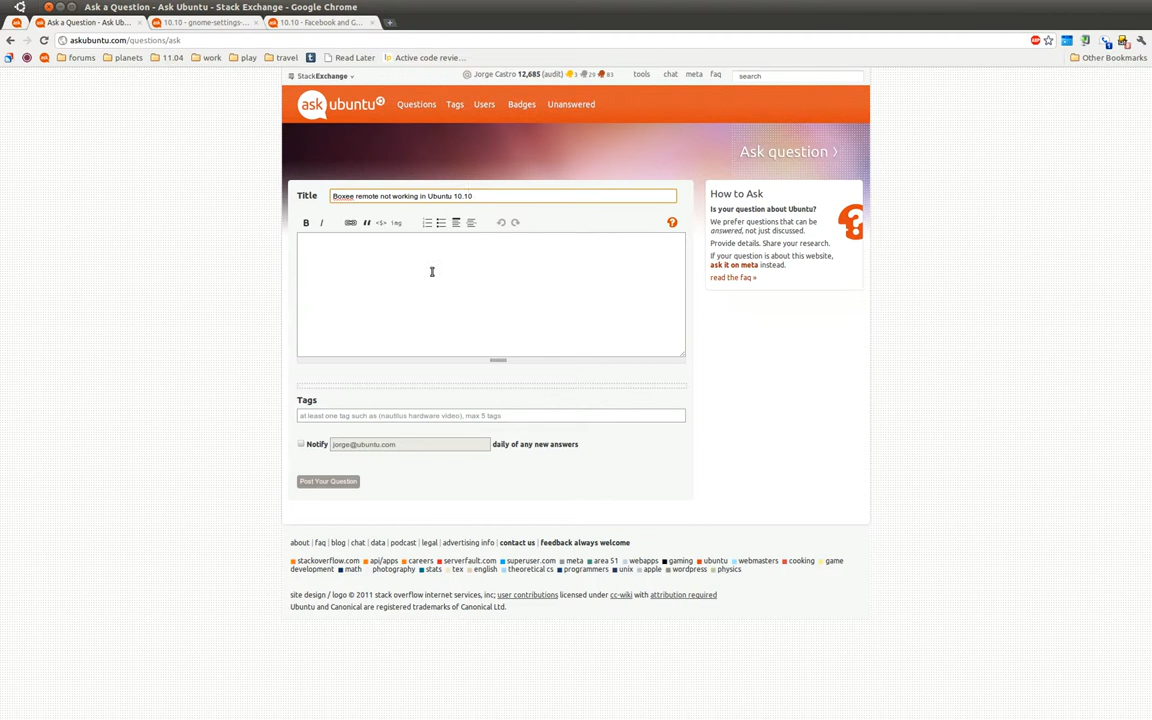 Ask a Question - Ask Ubuntu - Stack Exchange - Google Chrome
Ask a Question - Ask Ub... 10.10 - gnome-settings-... 10.10 - Facebook and G...
askubuntu.com/questions/ask
forums planets 11.04 work play travel Read Later Active code revie... Other Bookmarks
StackExchange Jorge Castro 12,685 (audit) 3 29 83 tools chat meta faq search
ask ubuntu Questions Tags Users Badges Unanswered
Ask question 〉
Title Boxee remote not working in Ubuntu 10.10
B I img
How to Ask
Is your question about Ubuntu?
We prefer questions that can be
answered, not just discussed.
Provide details. Share your research.
If your question is about this website,
ask it on meta instead.
read the faq »
Tags
at least one tag such as (nautilus hardware video), max 5 tags
Notify jorge@ubuntu.com daily of any new answers
Post Your Question
about | faq | blog | chat | data | podcast | legal | advertising info | contact us | feedback always welcome
stackoverflow.com api/apps careers serverfault.com superuser.com meta area 51 webapps gaming ubuntu webmasters cooking game
development math photography stats tex english theoretical cs programmers unix apple wordpress physics
site design / logo © 2011 stack overflow internet services, inc; user contributions licensed under cc-wiki with attribution required
Ubuntu and Canonical are registered trademarks of Canonical Ltd.